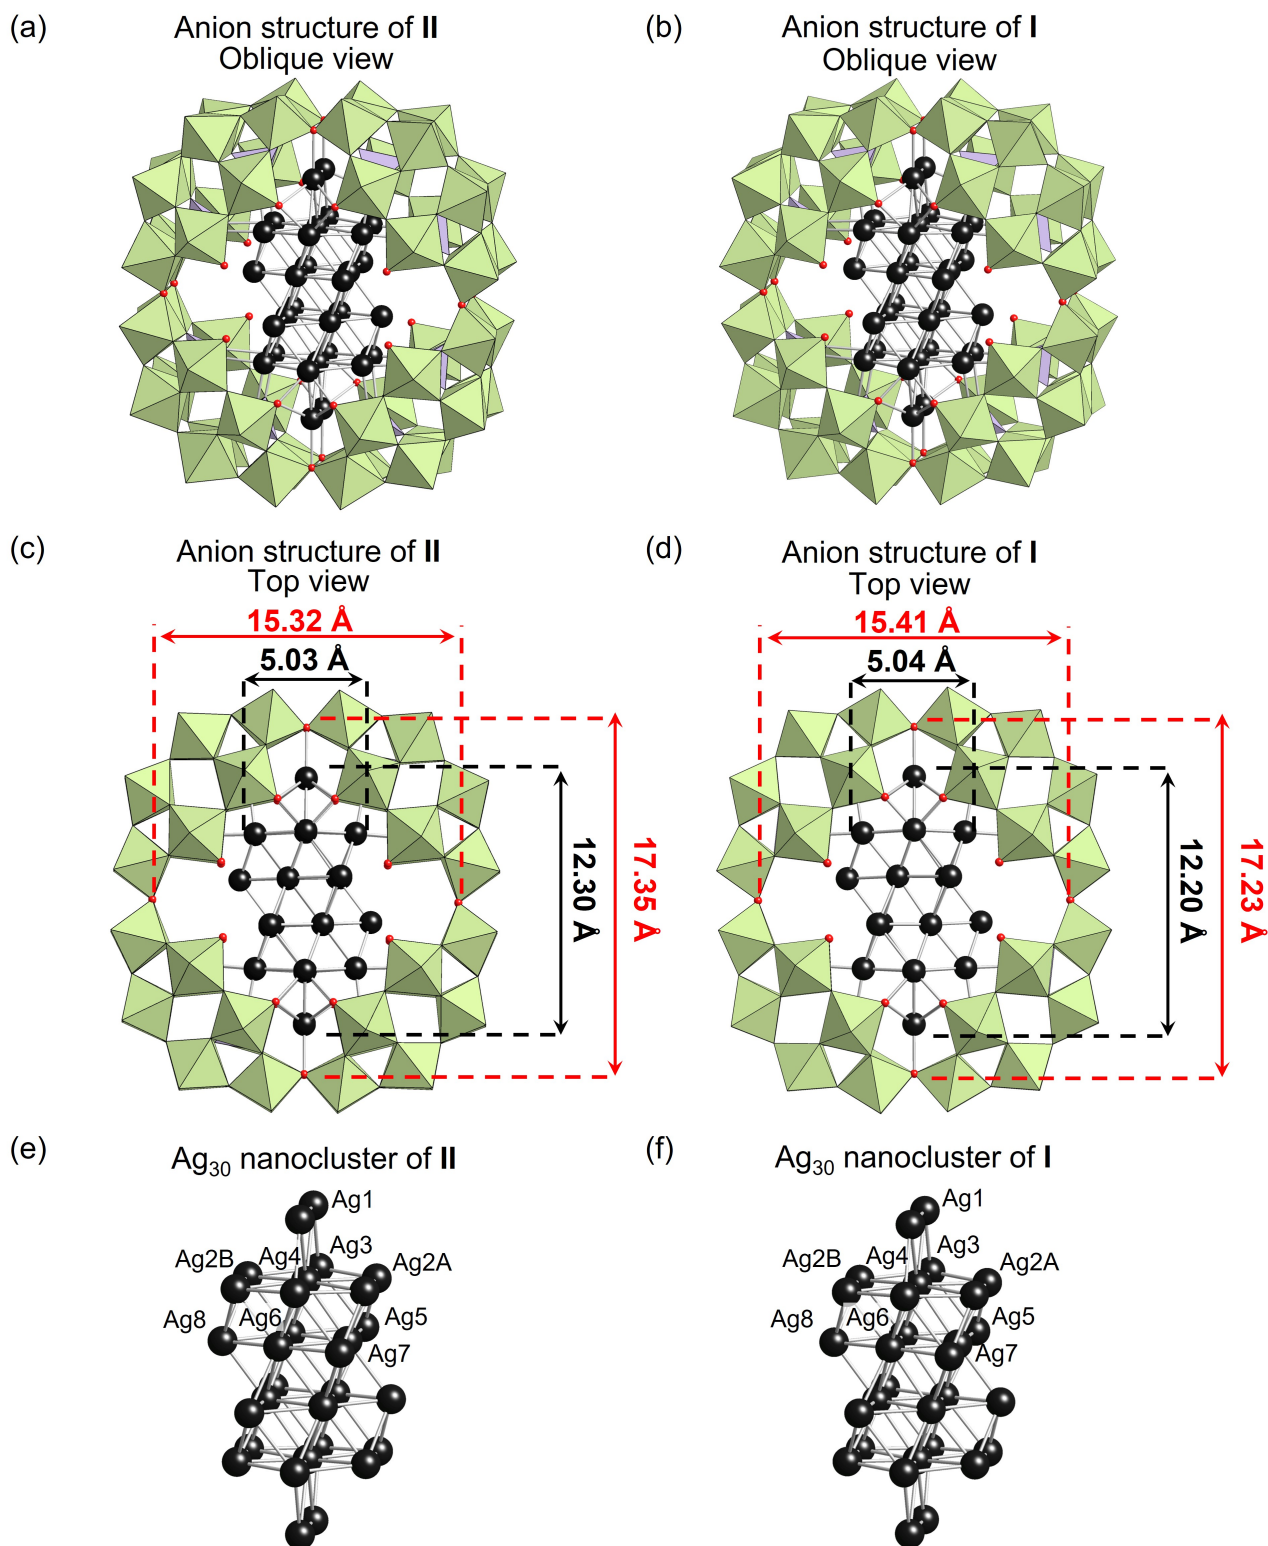 (a)
Anion structure of II
Oblique view
(b)
Anion structure of I
Oblique view
(c)
Anion structure of II
Top view
15.32 Å
5.03 Å
12.30 Å
17.35 Å
(d)
Anion structure of I
Top view
15.41 Å
5.04 Å
12.20 Å
17.23 Å
(e)
Ag₃₀ nanocluster of II
Ag1
Ag3
Ag2B
Ag4
Ag2A
Ag8
Ag6
Ag5
Ag7
(f)
Ag₃₀ nanocluster of I
Ag1
Ag3
Ag2B
Ag4
Ag2A
Ag8
Ag6
Ag5
Ag7